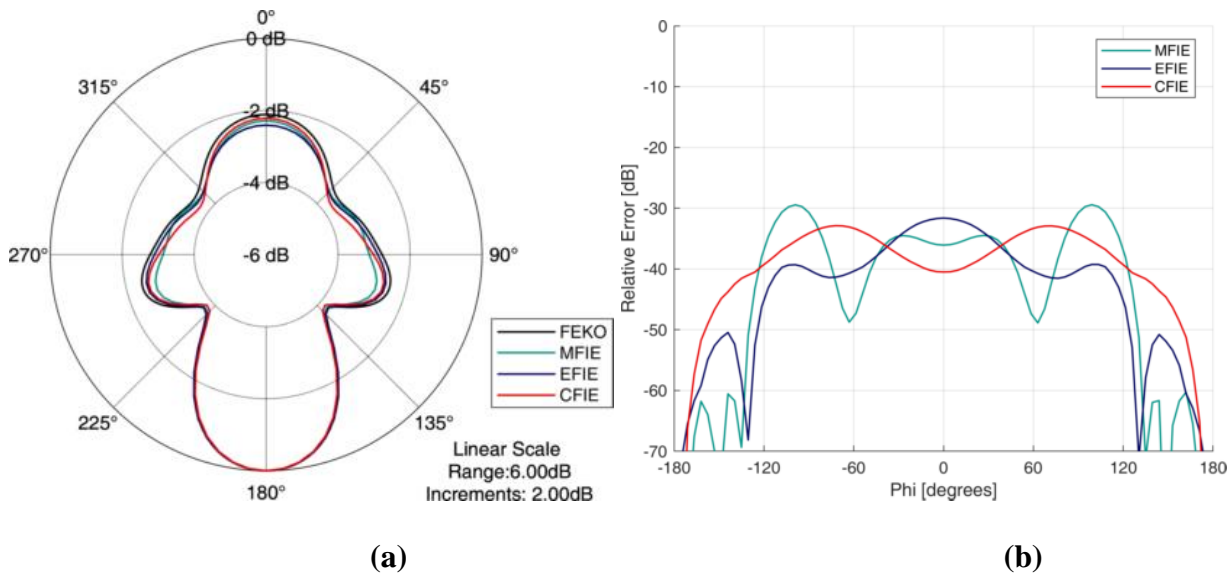 0°
0 dB
315°
45°
-2 dB
-4 dB
270°
-6 dB
90°
FEKO
MFIE
EFIE
CFIE
225°
135°
Linear Scale
Range:6.00dB
Increments: 2.00dB
180°
(a)
0
-10
-20
-30
-40
-50
-60
-70
Relative Error [dB]
MFIE
EFIE
CFIE
-180 -120 -60 0 60 120 180
Phi [degrees]
(b)